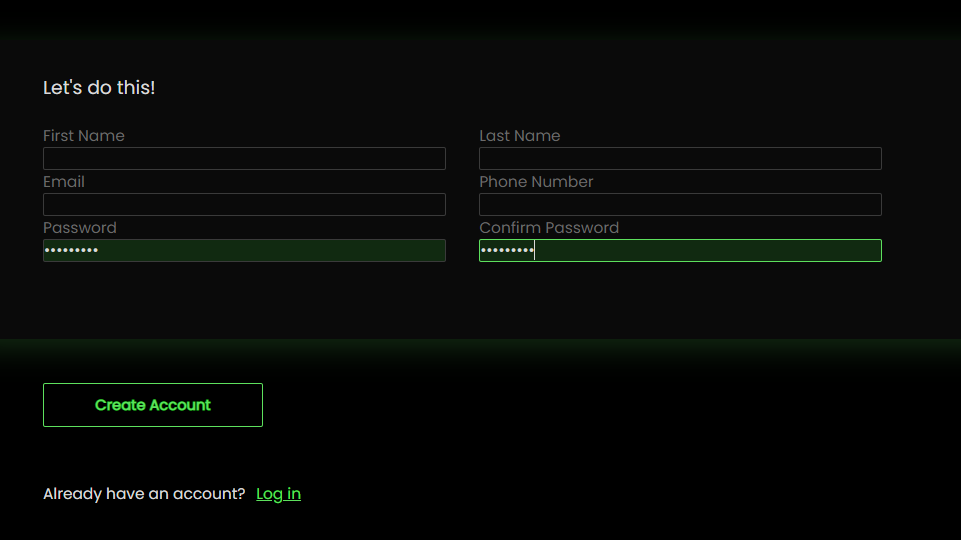 Let's do this!
First Name Last Name
Email Phone Number
Password Confirm Password
••••••••• •••••••••
Create Account
Already have an account? Log in